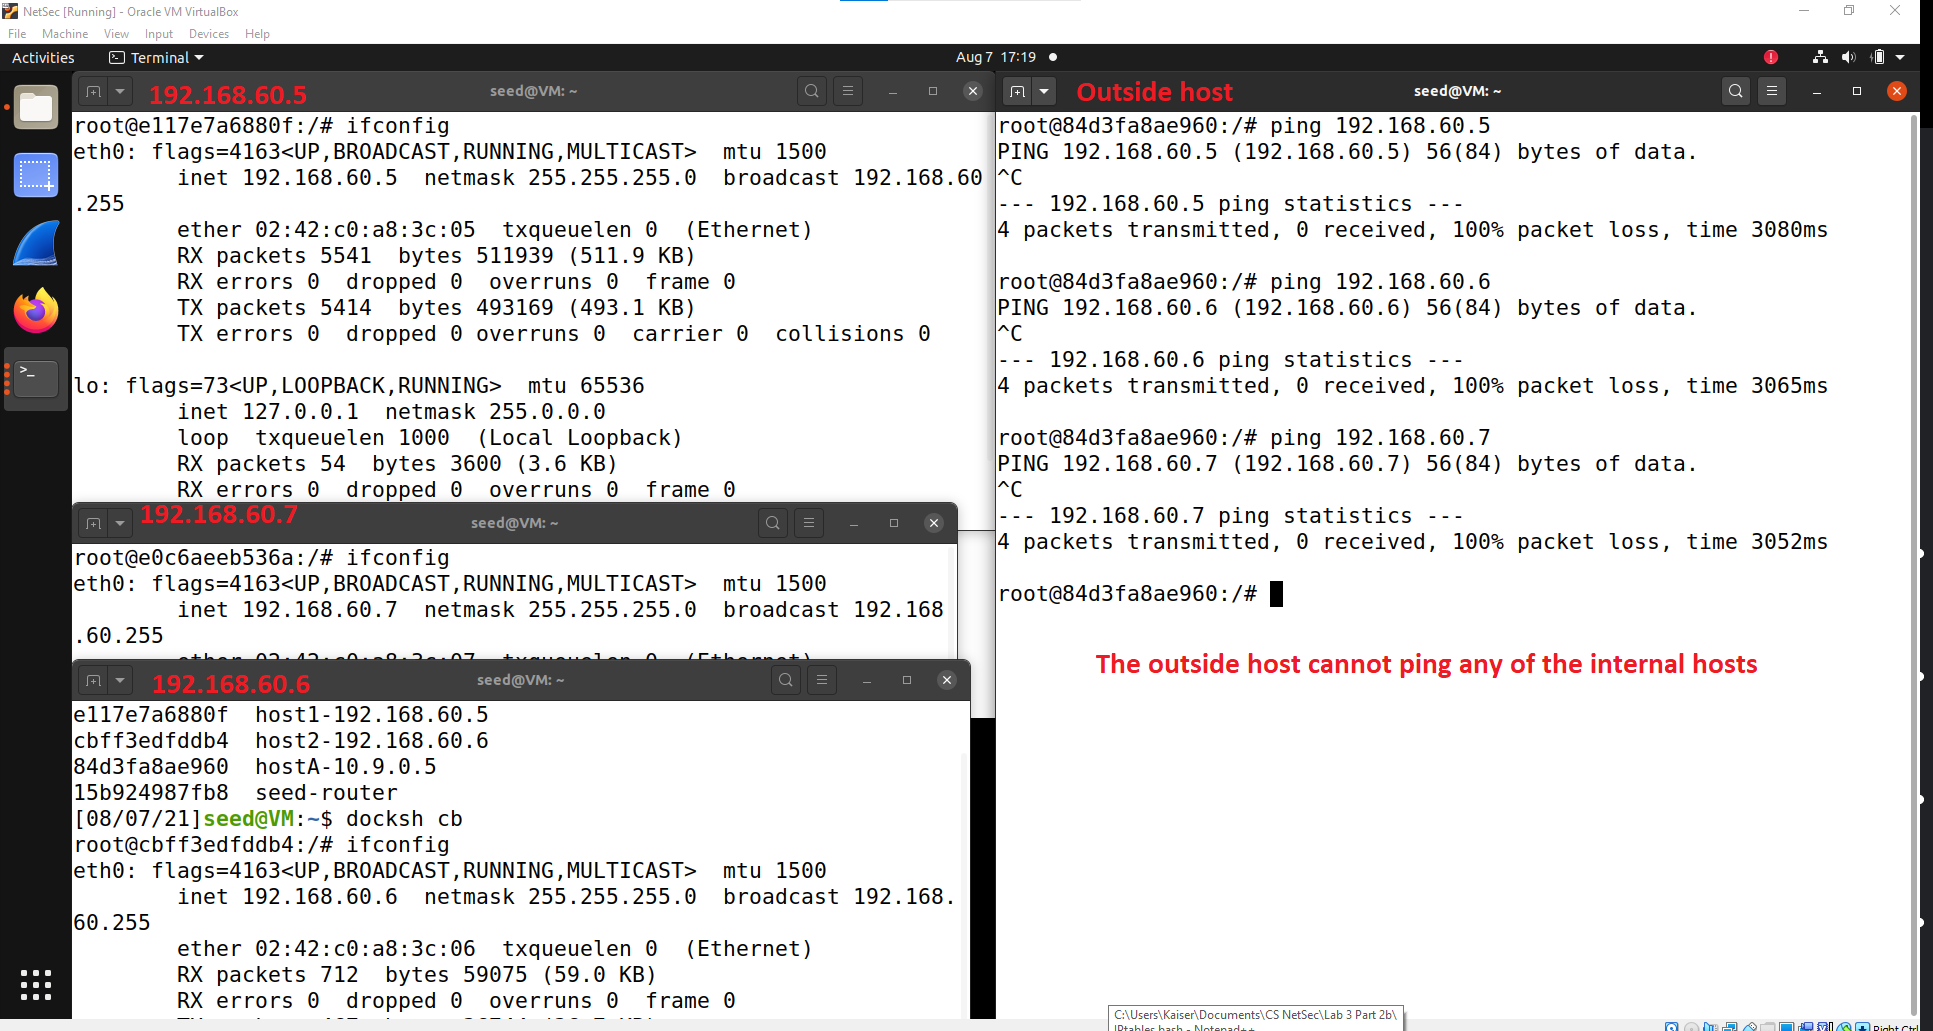 NetSec [Running] - Oracle VM VirtualBox
File Machine View Input Devices Help
Activities Terminal Aug 7 17:19
192.168.60.5 seed@VM: ~
root@e117e7a6880f:/# ifconfig
eth0: flags=4163<UP,BROADCAST,RUNNING,MULTICAST> mtu 1500
inet 192.168.60.5 netmask 255.255.255.0 broadcast 192.168.60
.255
ether 02:42:c0:a8:3c:05 txqueuelen 0 (Ethernet)
RX packets 5541 bytes 511939 (511.9 KB)
RX errors 0 dropped 0 overruns 0 frame 0
TX packets 5414 bytes 493169 (493.1 KB)
TX errors 0 dropped 0 overruns 0 carrier 0 collisions 0
lo: flags=73<UP,LOOPBACK,RUNNING> mtu 65536
inet 127.0.0.1 netmask 255.0.0.0
loop txqueuelen 1000 (Local Loopback)
RX packets 54 bytes 3600 (3.6 KB)
RX errors 0 dropped 0 overruns 0 frame 0
192.168.60.7 seed@VM: ~
root@e0c6aeeb536a:/# ifconfig
eth0: flags=4163<UP,BROADCAST,RUNNING,MULTICAST> mtu 1500
inet 192.168.60.7 netmask 255.255.255.0 broadcast 192.168
.60.255
ether 02:42:c0:a8:3c:07 txqueuelen 0 (Ethernet)
192.168.60.6 seed@VM: ~
e117e7a6880f host1-192.168.60.5
cbff3edfddb4 host2-192.168.60.6
84d3fa8ae960 hostA-10.9.0.5
15b924987fb8 seed-router
[08/07/21]seed@VM:~$ docksh cb
root@cbff3edfddb4:/# ifconfig
eth0: flags=4163<UP,BROADCAST,RUNNING,MULTICAST> mtu 1500
inet 192.168.60.6 netmask 255.255.255.0 broadcast 192.168.
60.255
ether 02:42:c0:a8:3c:06 txqueuelen 0 (Ethernet)
RX packets 712 bytes 59075 (59.0 KB)
RX errors 0 dropped 0 overruns 0 frame 0
Outside host seed@VM: ~
root@84d3fa8ae960:/# ping 192.168.60.5
PING 192.168.60.5 (192.168.60.5) 56(84) bytes of data.
^C
--- 192.168.60.5 ping statistics ---
4 packets transmitted, 0 received, 100% packet loss, time 3080ms
root@84d3fa8ae960:/# ping 192.168.60.6
PING 192.168.60.6 (192.168.60.6) 56(84) bytes of data.
^C
--- 192.168.60.6 ping statistics ---
4 packets transmitted, 0 received, 100% packet loss, time 3065ms
root@84d3fa8ae960:/# ping 192.168.60.7
PING 192.168.60.7 (192.168.60.7) 56(84) bytes of data.
^C
--- 192.168.60.7 ping statistics ---
4 packets transmitted, 0 received, 100% packet loss, time 3052ms
root@84d3fa8ae960:/#
The outside host cannot ping any of the internal hosts
C:\Users\Kaiser\Documents\CS NetSec\Lab 3 Part 2b\
IPtables.bash - Notepad++
Right Ctrl